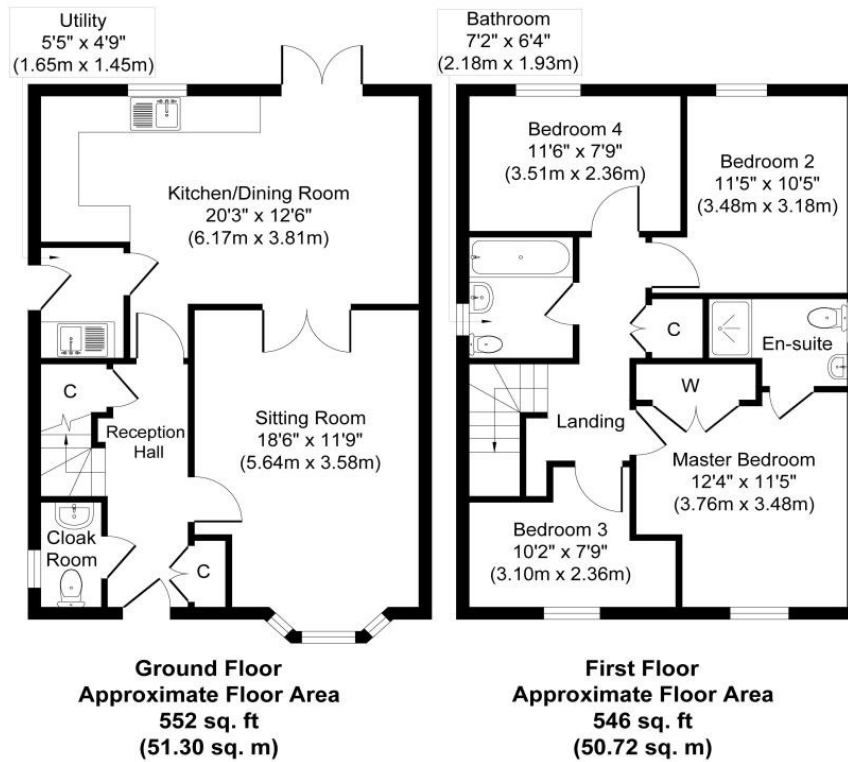 Utility
5'5" x 4'9"
(1.65m x 1.45m)
Kitchen/Dining Room
20'3" x 12'6"
(6.17m x 3.81m)
C
Reception
Hall
Sitting Room
18'6" x 11'9"
(5.64m x 3.58m)
Cloak
Room
C
Ground Floor
Approximate Floor Area
552 sq. ft
(51.30 sq. m)
Bathroom
7'2" x 6'4"
(2.18m x 1.93m)
Bedroom 4
11'6" x 7'9"
(3.51m x 2.36m)
Bedroom 2
11'5" x 10'5"
(3.48m x 3.18m)
C
En-suite
W
Landing
Master Bedroom
12'4" x 11'5"
(3.76m x 3.48m)
Bedroom 3
10'2" x 7'9"
(3.10m x 2.36m)
First Floor
Approximate Floor Area
546 sq. ft
(50.72 sq. m)